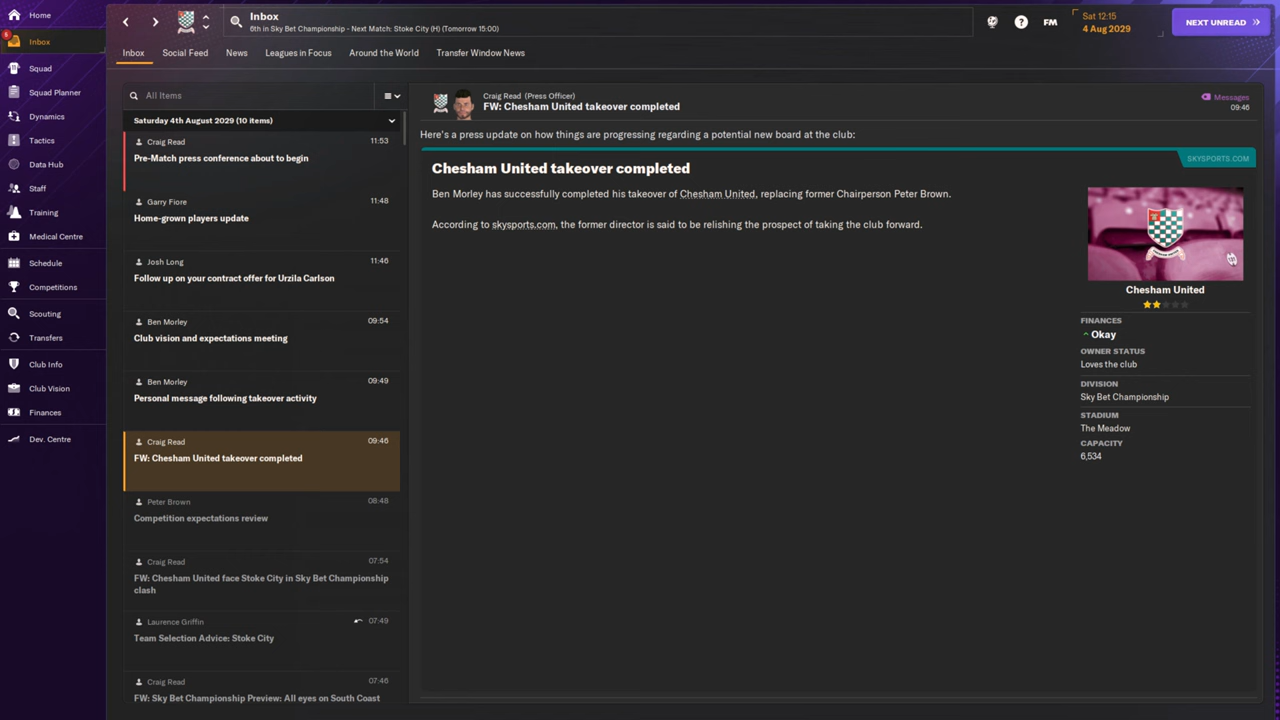 Home
Inbox
Squad
Squad Planner
Dynamics
Tactics
Data Hub
Staff
Training
Medical Centre
Schedule
Competitions
Scouting
Transfers
Club Info
Club Vision
Finances
Dev. Centre
Inbox
6th in Sky Bet Championship - Next Match: Stoke City (H) (Tomorrow 15:00)
FM
Sat 12:15
4 Aug 2029
NEXT UNREAD
Inbox
Social Feed
News
Leagues in Focus
Around the World
Transfer Window News
All Items
Saturday 4th August 2029 (10 items)
Craig Read 11:53
Pre-Match press conference about to begin
Garry Fiore 11:48
Home-grown players update
Josh Long 11:46
Follow up on your contract offer for Urzila Carlson
Ben Morley 09:54
Club vision and expectations meeting
Ben Morley 09:49
Personal message following takeover activity
Craig Read 09:46
FW: Chesham United takeover completed
Peter Brown 08:48
Competition expectations review
Craig Read 07:54
FW: Chesham United face Stoke City in Sky Bet Championship
clash
Laurence Griffin 07:49
Team Selection Advice: Stoke City
Craig Read 07:46
FW: Sky Bet Championship Preview: All eyes on South Coast
Craig Read (Press Officer)
FW: Chesham United takeover completed
Messages
09:46
Here's a press update on how things are progressing regarding a potential new board at the club:
SKYSPORTS.COM
Chesham United takeover completed
Ben Morley has successfully completed his takeover of Chesham United, replacing former Chairperson Peter Brown.
According to skysports.com, the former director is said to be relishing the prospect of taking the club forward.
Chesham United
FINANCES
Okay
OWNER STATUS
Loves the club
DIVISION
Sky Bet Championship
STADIUM
The Meadow
CAPACITY
6,534